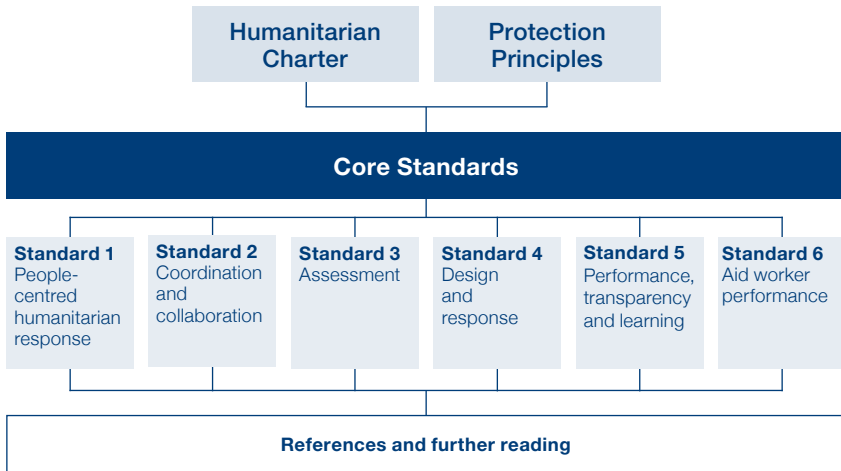 Humanitarian
Charter
Protection
Principles
Core Standards
Standard 1
People-
centred
humanitarian
response
Standard 2
Coordination
and
collaboration
Standard 3
Assessment
Standard 4
Design
and
response
Standard 5
Performance,
transparency
and learning
Standard 6
Aid worker
performance
References and further reading